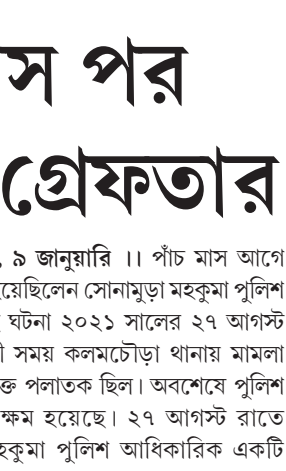 স পর
গ্রেফতার
, ৯ জানুয়ারি ।। পাঁচ মাস আগে
হয়েছিলেন সোনামুড়া মহকুমা পুলিশ
ঘটনা ২০২১ সালের ২৭ আগস্ট
সময় কলমচৌড়া থানায় মামলা
ক্ত পলাতক ছিল। অবশেষে পুলিশ
ক্ষম হয়েছে। ২৭ আগস্ট রাতে
হকুমা পুলিশ আধিকারিক একটি